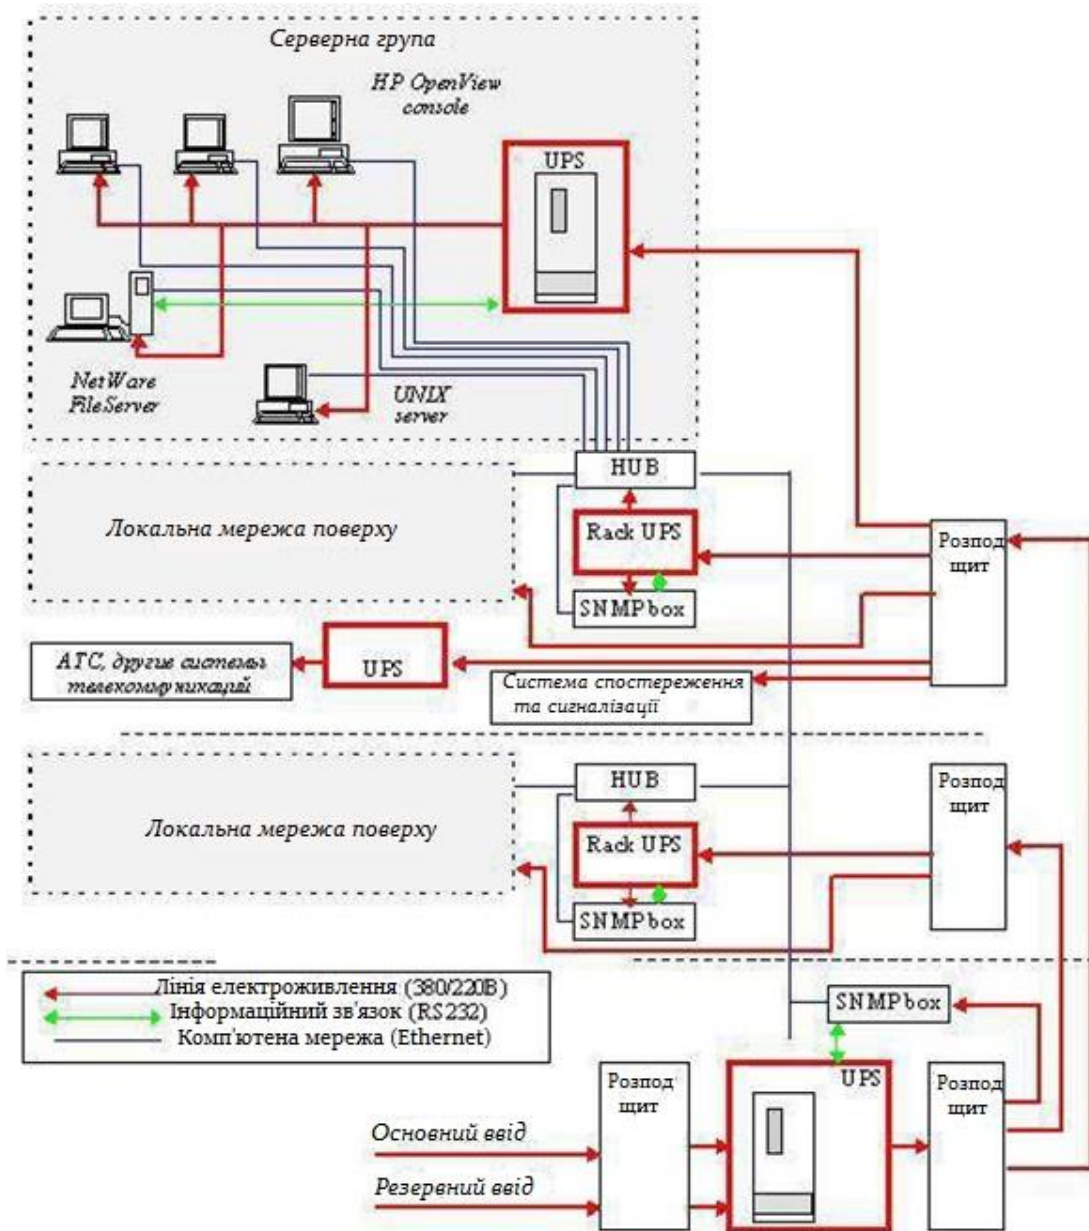 Серверна група
HP OpenView
console
UPS
NetWare
FileServer
UNIX
server
HUB
Локальна мережа поверху
Rack UPS
Розпод
щит
SNMPbox
АТС, другие системы
телекоммуникаций
UPS
Система спостереження
та сигналізації
HUB
Розпод
щит
Локальна мережа поверху
Rack UPS
SNMPbox
Лінія електроживлення (380/220В)
Інформаційний зв'язок (RS232)
Комп'ютена мережа (Ethernet)
SNMPbox
Розпод
щит
UPS
Розпод
щит
Основний ввід
Резервний ввід